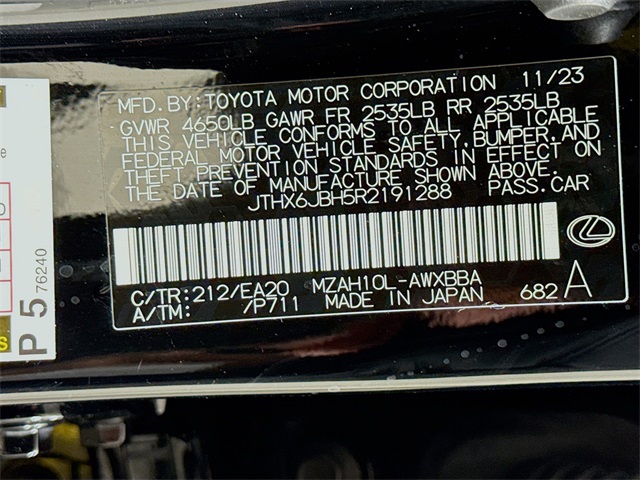 MFD.BY:TOYOTA MOTOR CORPORATION 11/23
GVWR 4650LB GAWR FR 2535LB RR 2535LB
THIS VEHICLE CONFORMS TO ALL APPLICABLE
FEDERAL MOTOR VEHICLE SAFETY,BUMPER,AND
THEFT PREVENTION STANDARDS IN EFFECT ON
THE DATE OF MANUFACTURE SHOWN ABOVE.
JTHX6JBH5R2191288 PASS.CAR
C/TR:212/EA20 MZAH10L-AWXBBA
A/TM: /P711 MADE IN JAPAN 682 A
P 5 76240